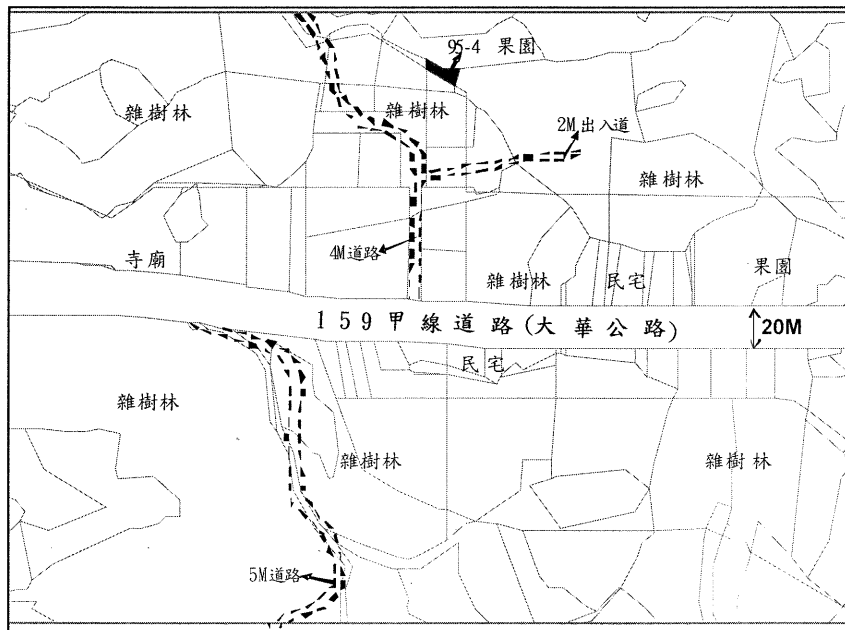 95-4 果園
雜樹林
雜樹林
2M出入道
雜樹林
4M道路
寺廟
雜樹林
民宅
果園
159甲線道路(大華公路)
20M
民宅
雜樹林
雜樹林
雜樹林
5M道路